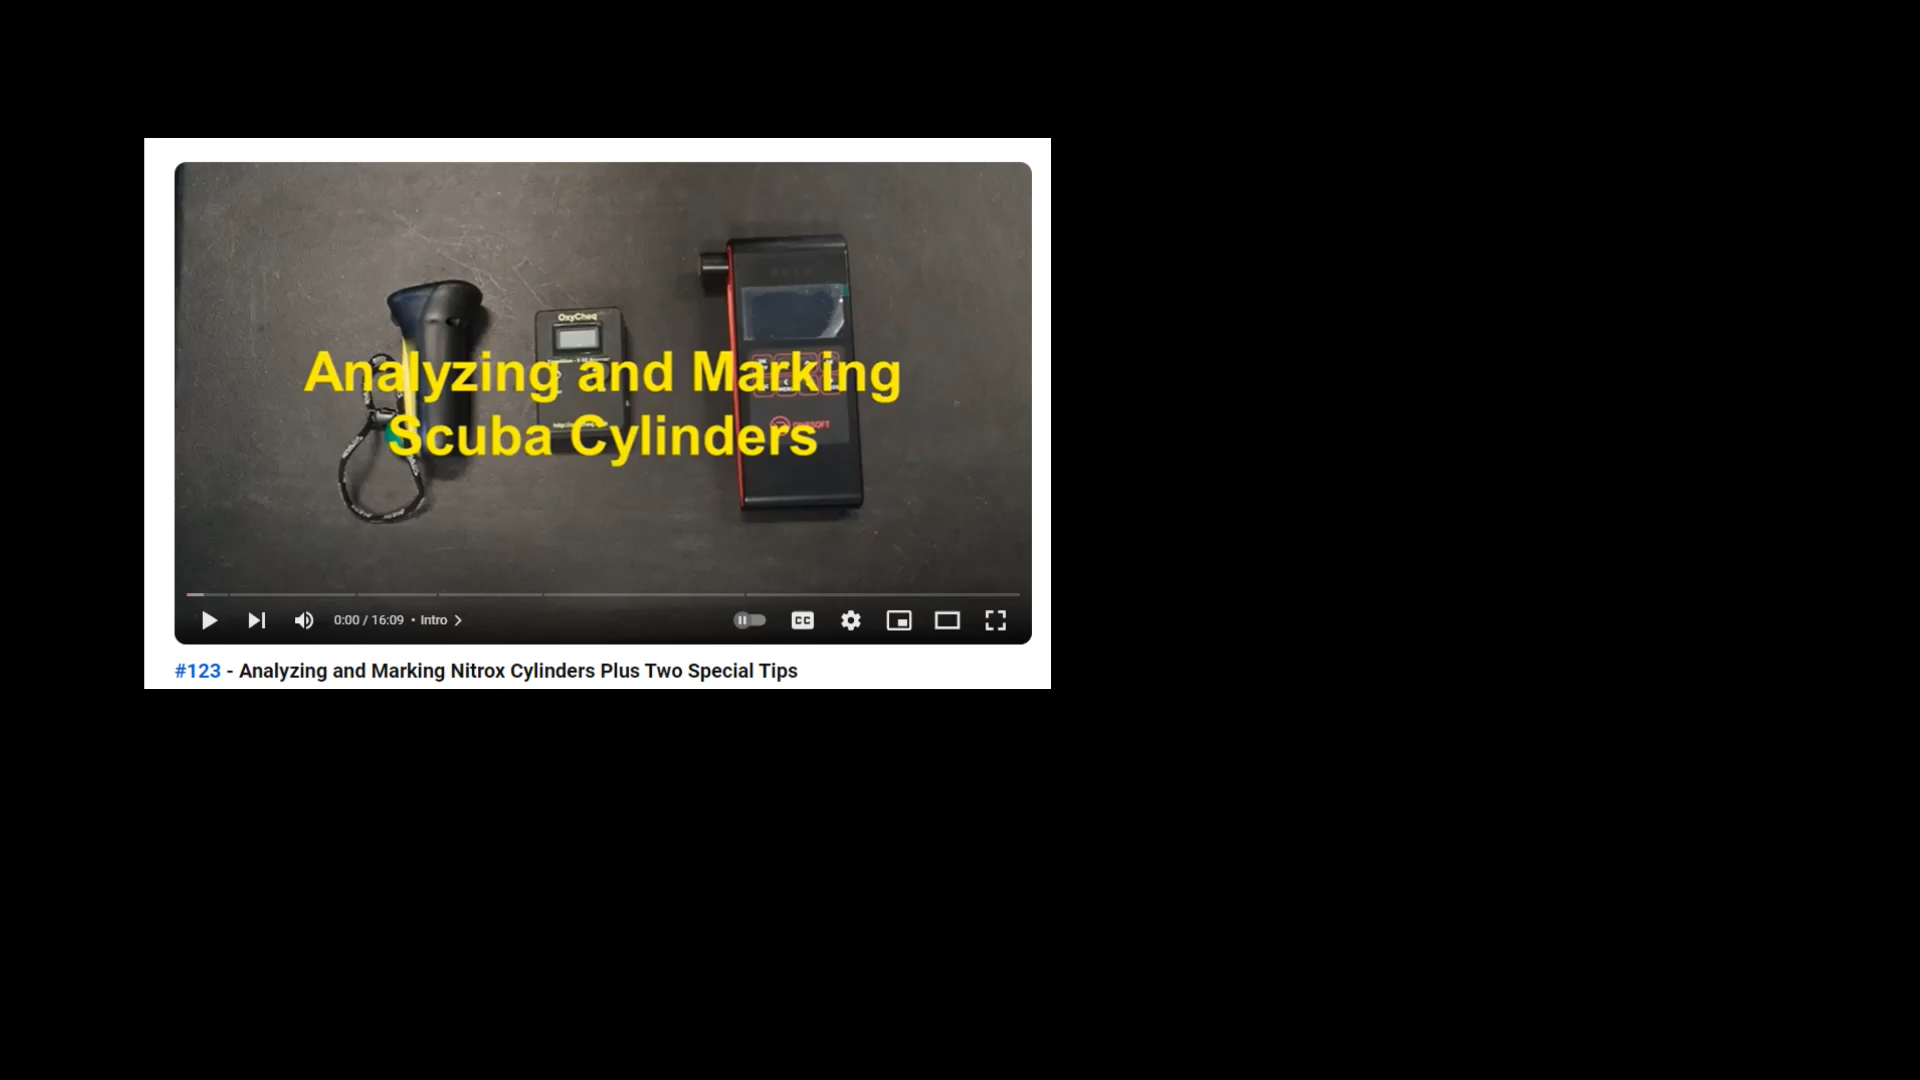 OxyCheq
Analyzing and Marking
Scuba Cylinders
0:00 / 16:09 • Intro
CC
#123 - Analyzing and Marking Nitrox Cylinders Plus Two Special Tips